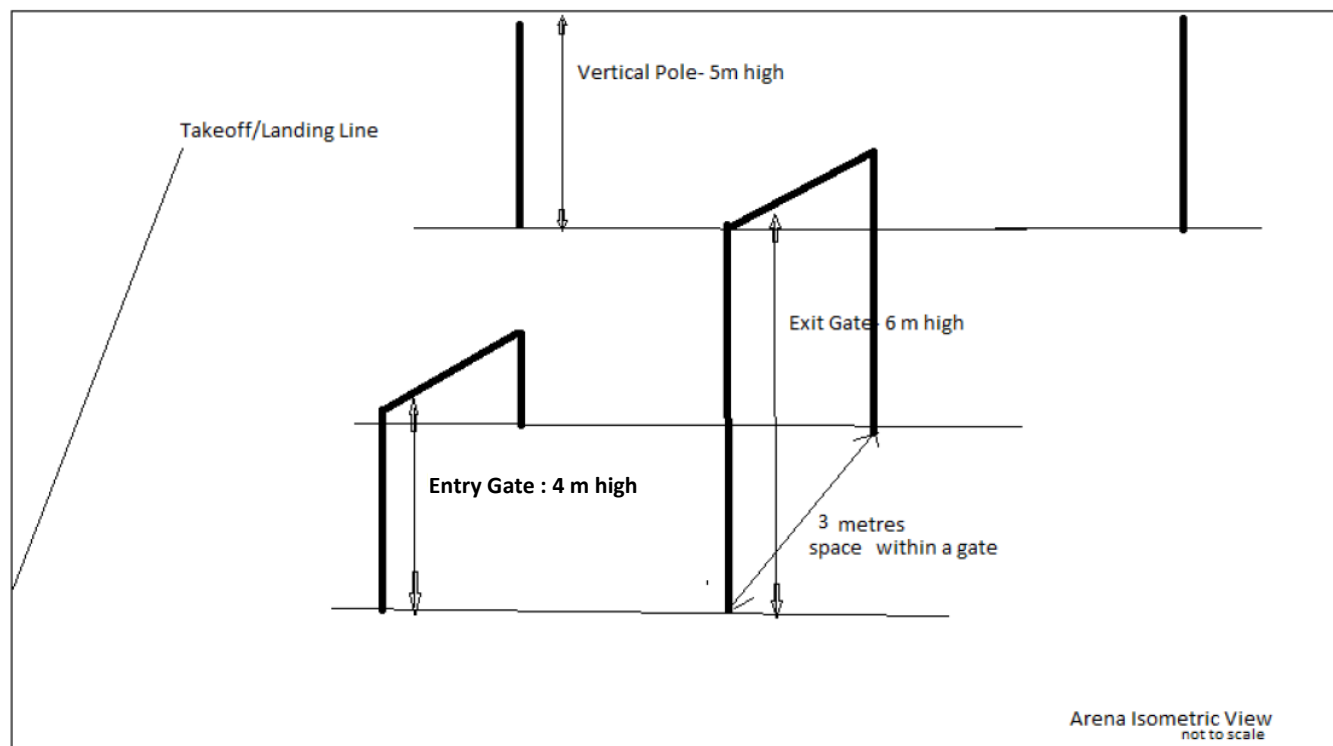 Vertical Pole- 5m high
Takeoff/Landing Line
Exit Gate- 6 m high
Entry Gate : 4 m high
3 metres
space within a gate
Arena Isometric View
not to scale